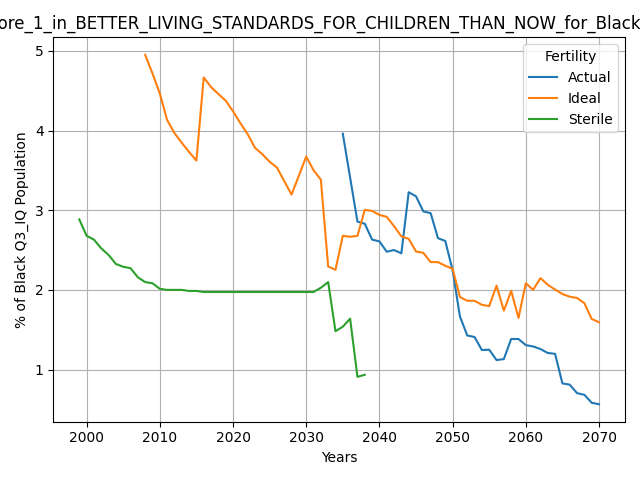 ore_1_in_BETTER_LIVING_STANDARDS_FOR_CHILDREN_THAN_NOW_for_Black
Fertility
Actual
Ideal
Sterile
5
4
3
2
1
% of Black Q3_IQ Population
2000 2010 2020 2030 2040 2050 2060 2070
Years